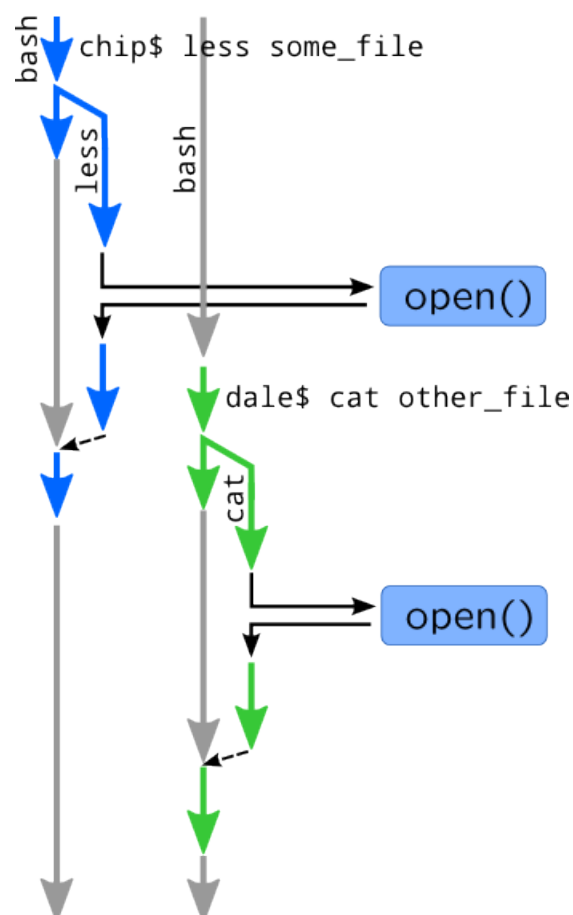 bash
chip$ less some_file
less
bash
open()
dale$ cat other_file
cat
open()